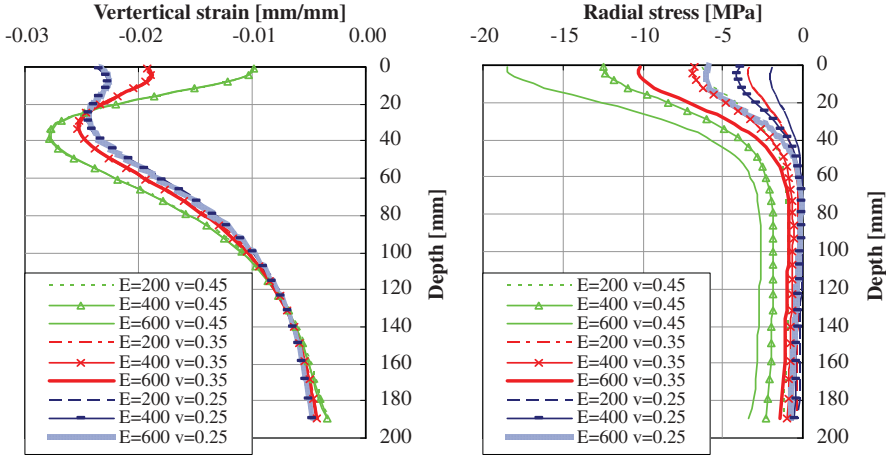 Vertertical strain [mm/mm]
-0.03 -0.02 -0.01 0.00
0
20
40
60
80
100
120
140
160
180
200
Depth [mm]
E=200 v=0.45
E=400 v=0.45
E=600 v=0.45
E=200 v=0.35
E=400 v=0.35
E=600 v=0.35
E=200 v=0.25
E=400 v=0.25
E=600 v=0.25
Radial stress [MPa]
-20 -15 -10 -5 0
0
20
40
60
80
100
120
140
160
180
200
Depth [mm]
E=200 v=0.45
E=400 v=0.45
E=600 v=0.45
E=200 v=0.35
E=400 v=0.35
E=600 v=0.35
E=200 v=0.25
E=400 v=0.25
E=600 v=0.25